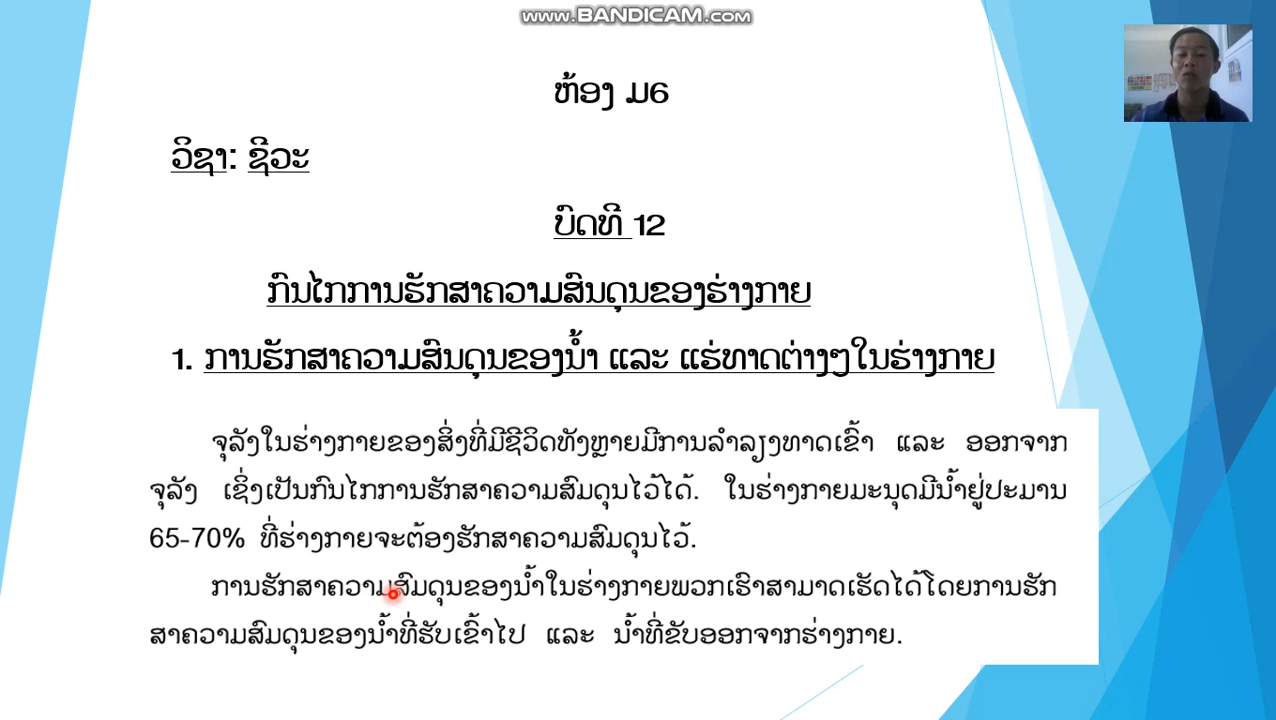 www.BANDICAM.com
ຫ້ອງ ມ6
ວິຊາ: ຊີວະ
ບົດທີ 12
ກົນໄກການຮັກສາຄວາມສົນດຸນຂອງຮ່າງກາຍ
1. ການຮັກສາຄວາມສົນດຸນຂອງນໍ້າ ແລະ ແຮ່ທາດຕ່າງໆໃນຮ່າງກາຍ
ຈຸລັງໃນຮ່າງກາຍຂອງສິ່ງທີ່ມີຊີວິດທັງຫຼາຍມີການລໍາລຽງທາດເຂົ້າ ແລະ ອອກຈາກ
ຈຸລັງ ເຊິ່ງເປັນກົນໄກການຮັກສາຄວາມສົມດຸນໄວ້ໄດ້. ໃນຮ່າງກາຍມະນຸດມີນໍ້າຢູ່ປະມານ
65-70% ທີ່ຮ່າງກາຍຈະຕ້ອງຮັກສາຄວາມສົມດຸນໄວ້.
ການຮັກສາຄວາມສົມດຸນຂອງນໍ້າໃນຮ່າງກາຍພວກເຮົາສາມາດເຮັດໄດ້ໂດຍການຮັກ
ສາຄວາມສົມດຸນຂອງນໍ້າທີ່ຮັບເຂົ້າໄປ ແລະ ນໍ້າທີ່ຂັບອອກຈາກຮ່າງກາຍ.